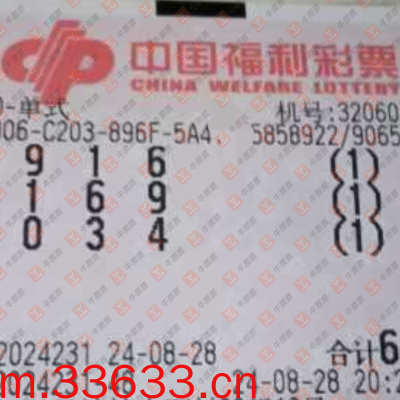 中国福利彩票
CHINA WELFARE LOTTERY
-单式 机号:32060
06-C203-896F-5A4. 5858922/9065
9 1 6 (1)
1 6 9 (1)
0 3 4 (1)
2024231 24-08-28 合计6
24-08-28 20:2
m.33633.cn